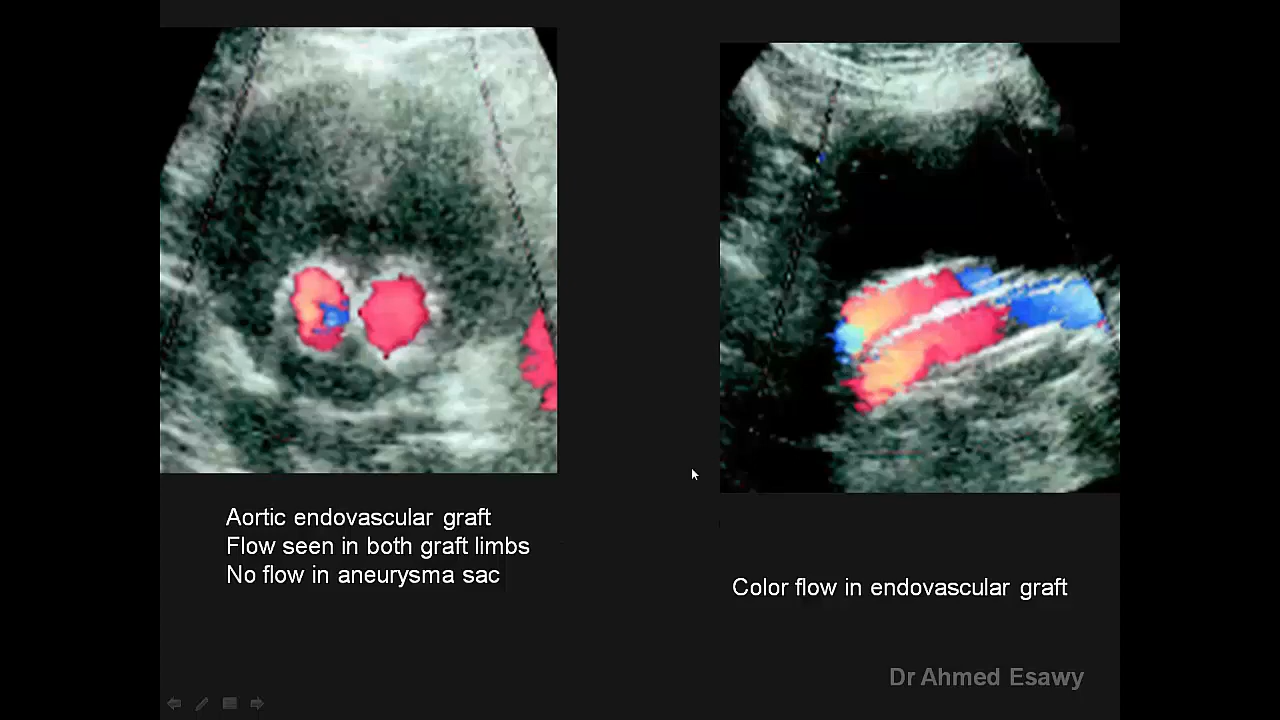 Aortic endovascular graft
Flow seen in both graft limbs
No flow in aneurysma sac
Color flow in endovascular graft
Dr Ahmed Esawy